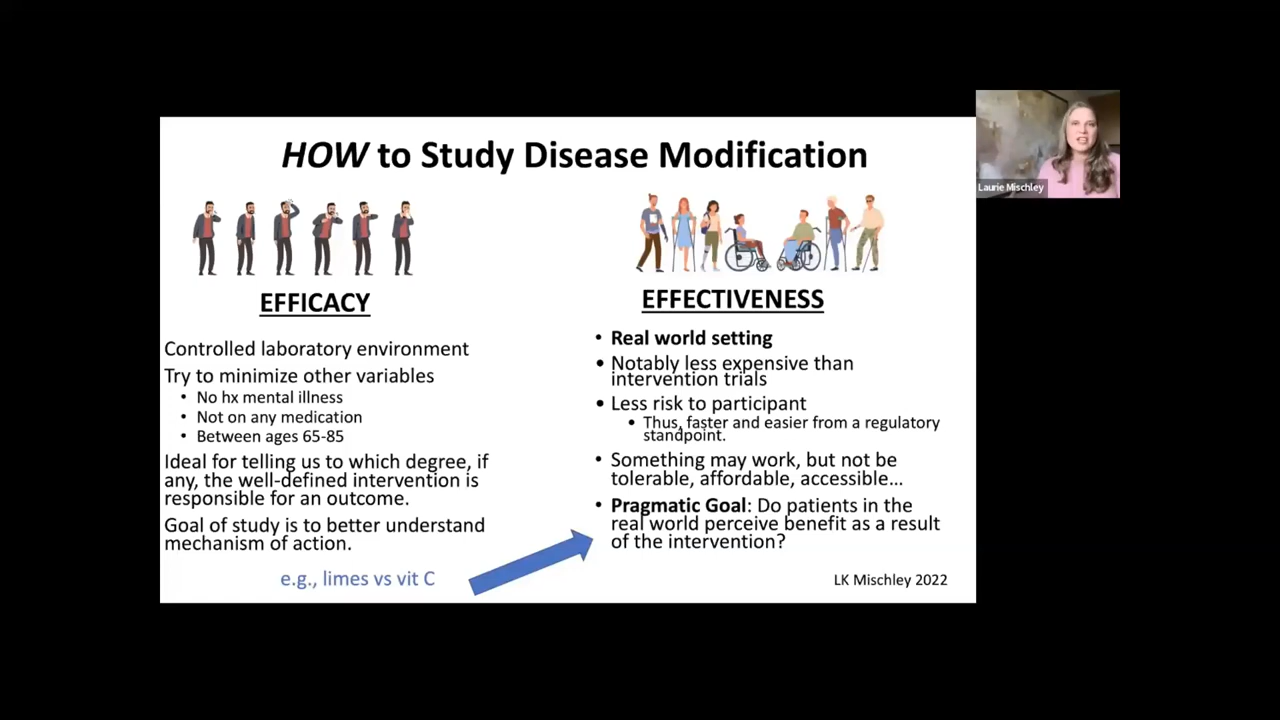 HOW to Study Disease Modification
EFFICACY
Controlled laboratory environment
Try to minimize other variables
• No hx mental illness
• Not on any medication
• Between ages 65-85
Ideal for telling us to which degree, if
any, the well-defined intervention is
responsible for an outcome.
Goal of study is to better understand
mechanism of action.
e.g., limes vs vit C
EFFECTIVENESS
• Real world setting
• Notably less expensive than
intervention trials
• Less risk to participant
• Thus, faster and easier from a regulatory
standpoint.
• Something may work, but not be
tolerable, affordable, accessible...
• Pragmatic Goal: Do patients in the
real world perceive benefit as a result
of the intervention?
LK Mischley 2022
Laurie Mischley